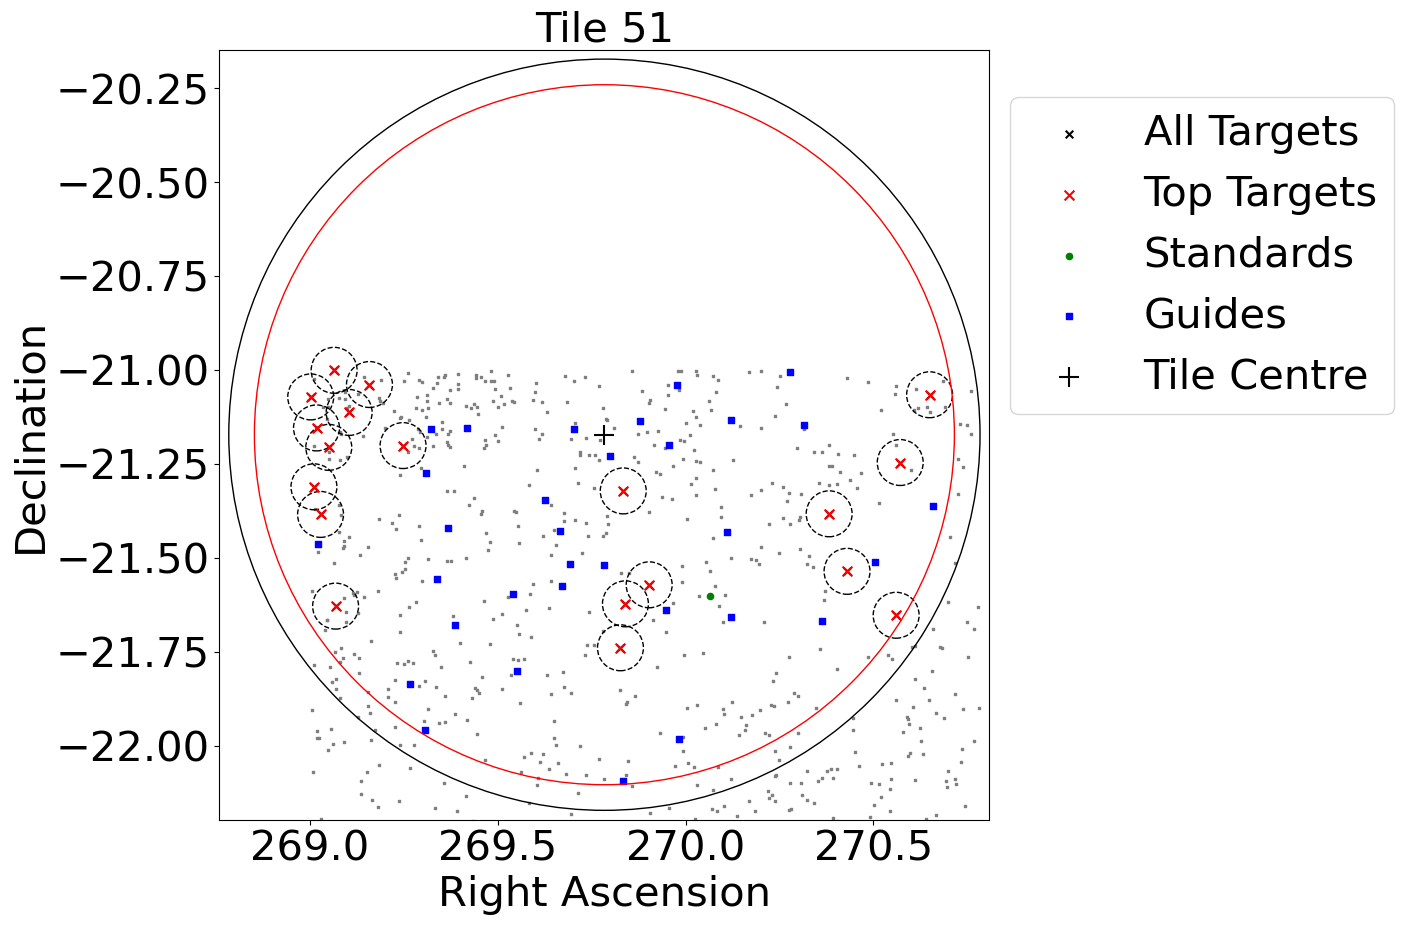 Tile 51
−20.25
−20.50
−20.75
−21.00
−21.25
−21.50
−21.75
−22.00
Declination
269.0 269.5 270.0 270.5
Right Ascension
All Targets
Top Targets
Standards
Guides
Tile Centre